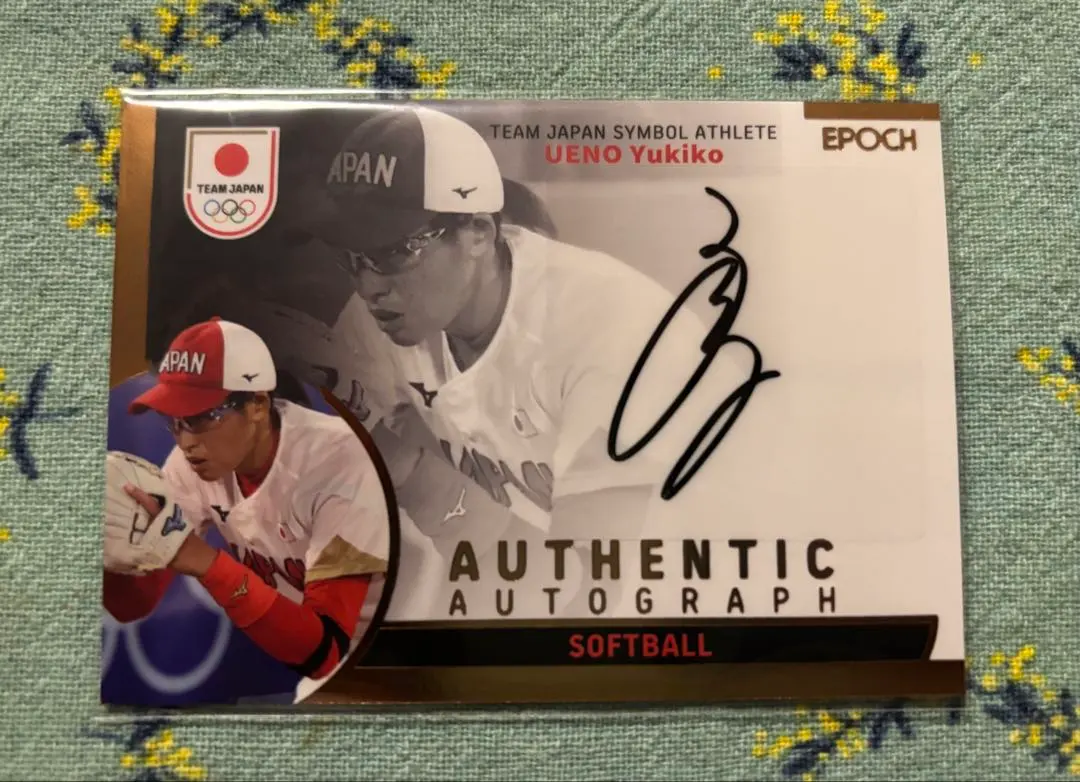 TEAM JAPAN SYMBOL ATHLETE
UENO Yukiko
EPOCH
TEAM JAPAN
JAPAN
APAN
AUTHENTIC
AUTOGRAPH
SOFTBALL